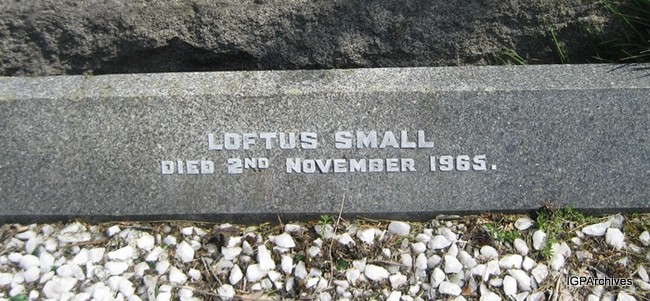 LOFTUS SMALL
DIED 2ND NOVEMBER 1965.
IGPArchives